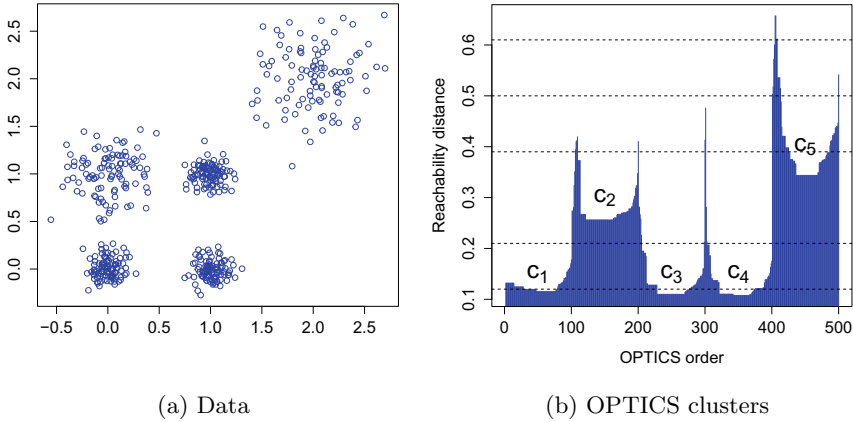 2.5
2.0
1.5
1.0
0.5
0.0
−0.5 0.0 0.5 1.0 1.5 2.0 2.5
(a) Data
Reachability distance
0.6
0.5
0.4
0.3
0.2
0.1
c1
c2
c3
c4
c5
0 100 200 300 400 500
OPTICS order
(b) OPTICS clusters